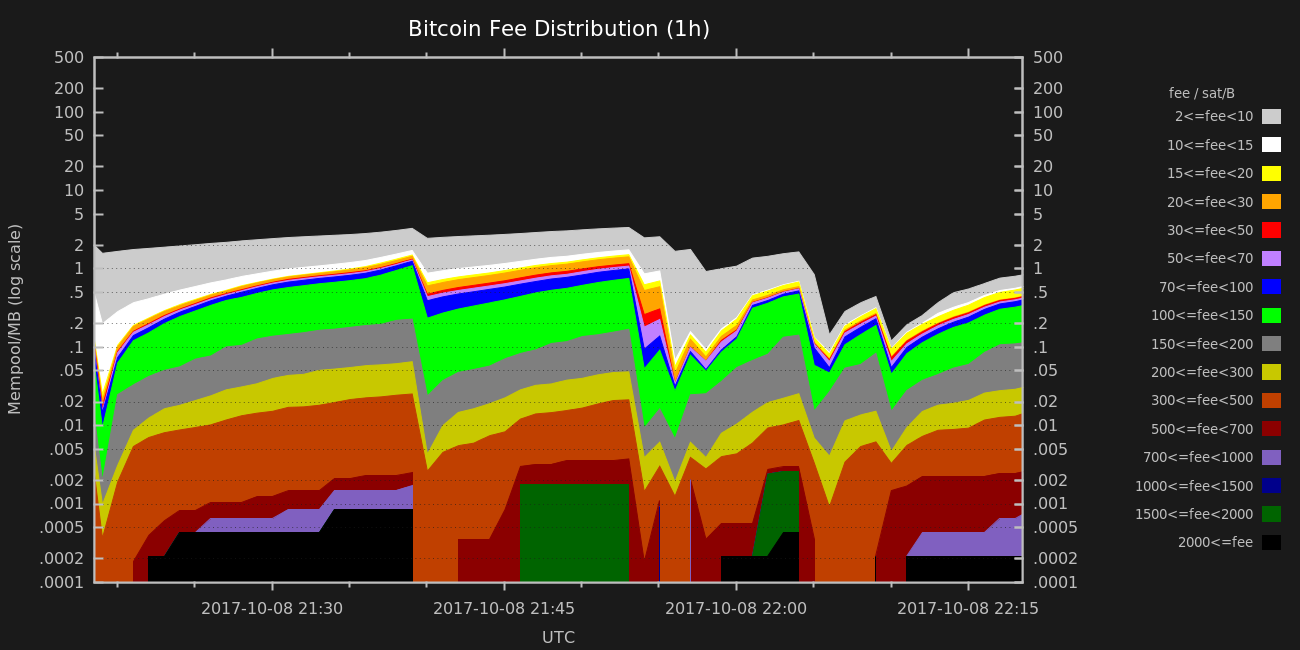 Bitcoin Fee Distribution (1h)
500
200
100
50
20
10
5
2
1
.5
.2
.1
.05
.02
.01
.005
.002
.001
.0005
.0002
.0001
Mempool/MB (log scale)
500
200
100
50
20
10
5
2
1
.5
.2
.1
.05
.02
.01
.005
.002
.001
.0005
.0002
.0001
2017-10-08 21:30
2017-10-08 21:45
2017-10-08 22:00
2017-10-08 22:15
UTC
fee / sat/B
2<=fee<10
10<=fee<15
15<=fee<20
20<=fee<30
30<=fee<50
50<=fee<70
70<=fee<100
100<=fee<150
150<=fee<200
200<=fee<300
300<=fee<500
500<=fee<700
700<=fee<1000
1000<=fee<1500
1500<=fee<2000
2000<=fee